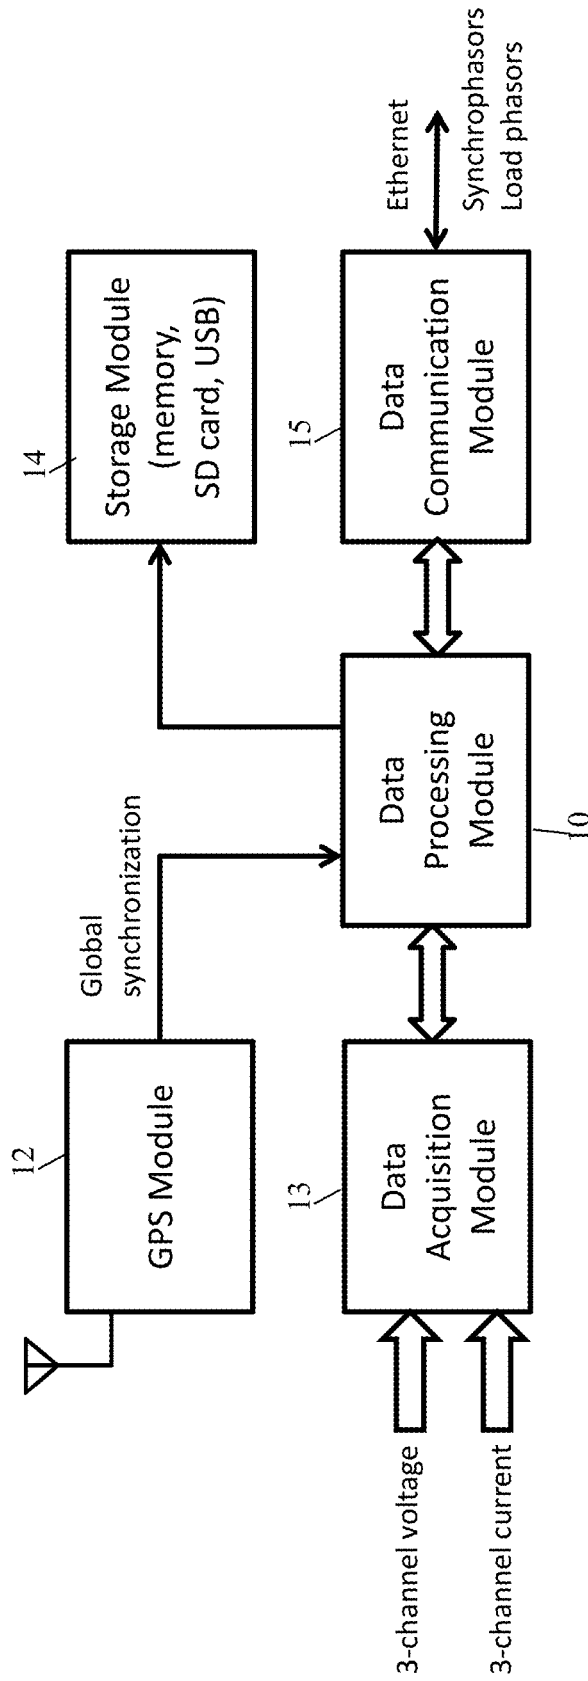 12
GPS Module
Global
synchronization
14
Storage Module
(memory,
SD card, USB)
3-channel voltage
3-channel current
13
Data
Acquisition
Module
Data
Processing
Module
10
15
Data
Communication
Module
Ethernet
Synchrophasors
Load phasors